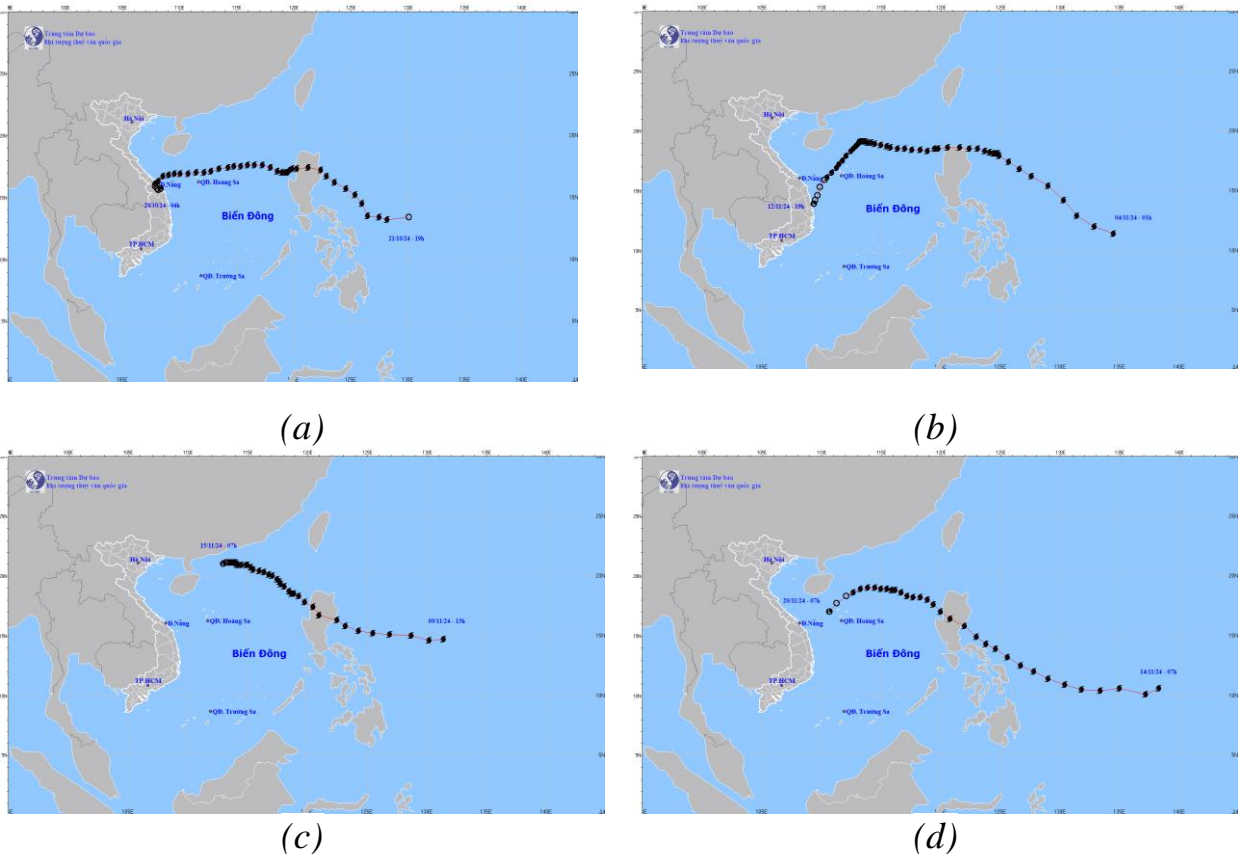 Trung tâm Dự báo
Khí tượng thuỷ văn quốc gia
Hà Nội
Đ.Nẵng
QĐ. Hoàng Sa
28/10/24 - 04h
Biển Đông
21/10/24 - 19h
TP.HCM
QĐ. Trường Sa
(a)
Trung tâm Dự báo
Khí tượng thuỷ văn quốc gia
Hà Nội
Đ.Nẵng
QĐ. Hoàng Sa
12/11/24 - 19h
Biển Đông
04/11/24 - 01h
TP.HCM
QĐ. Trường Sa
(b)
Trung tâm Dự báo
Khí tượng thuỷ văn quốc gia
15/11/24 - 07h
Hà Nội
Đ.Nẵng
QĐ. Hoàng Sa
09/11/24 - 13h
Biển Đông
TP.HCM
QĐ. Trường Sa
(c)
Trung tâm Dự báo
Khí tượng thuỷ văn quốc gia
Hà Nội
20/11/24 - 07h
Đ.Nẵng
QĐ. Hoàng Sa
Biển Đông
14/11/24 - 07h
TP.HCM
QĐ. Trường Sa
(d)